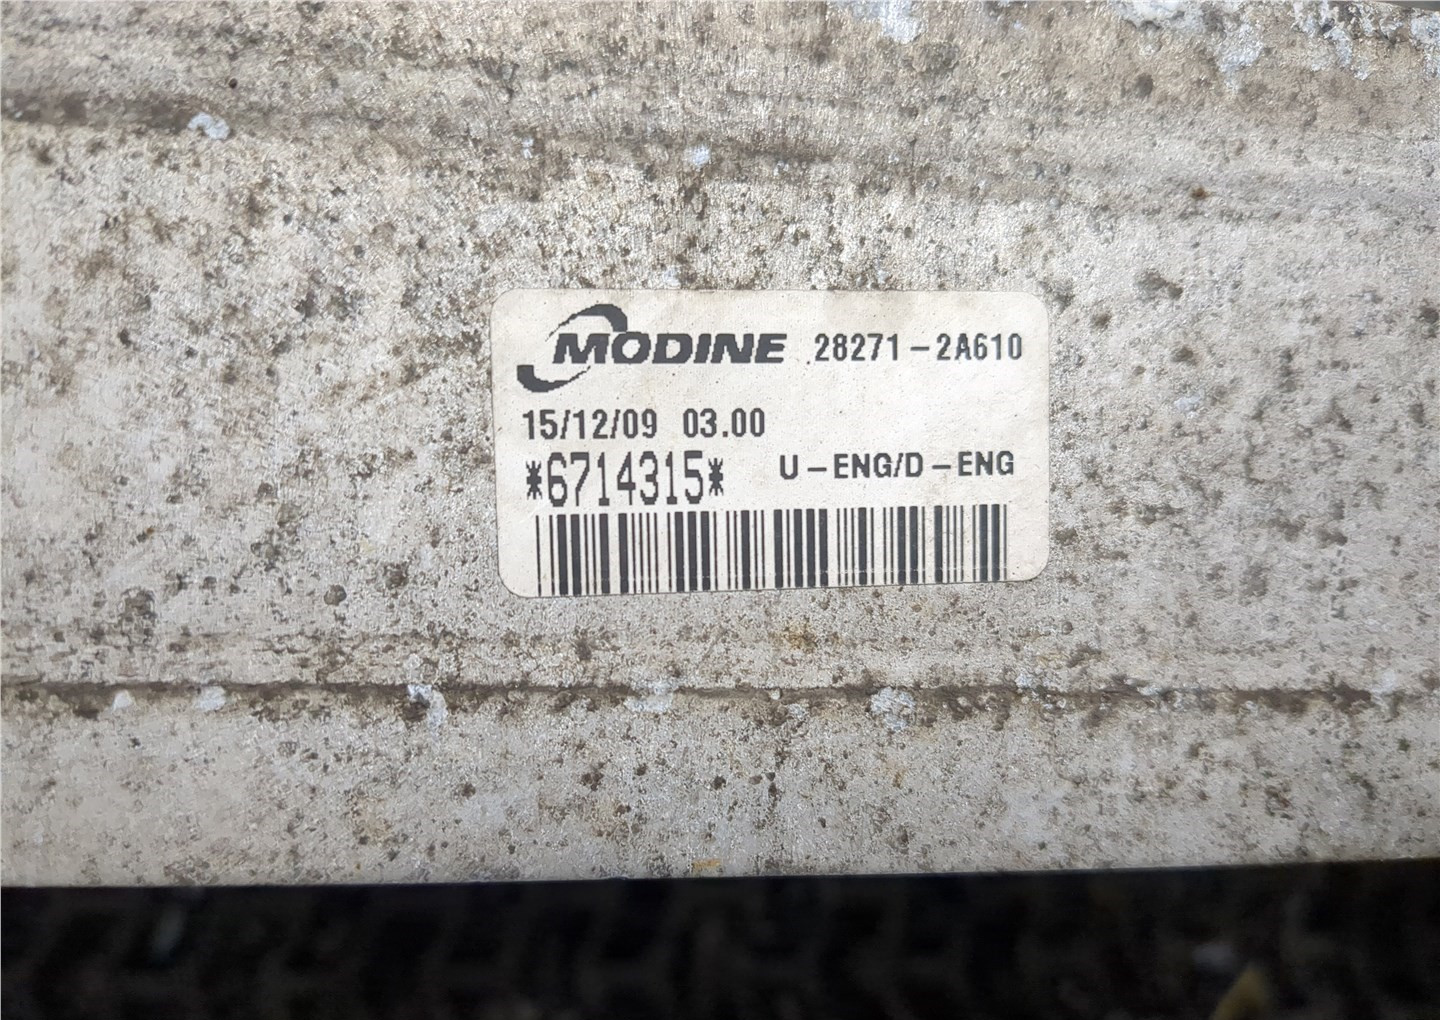 MODINE 28271-2A610
15/12/09 03.00
*6714315* U-ENG/D-ENG